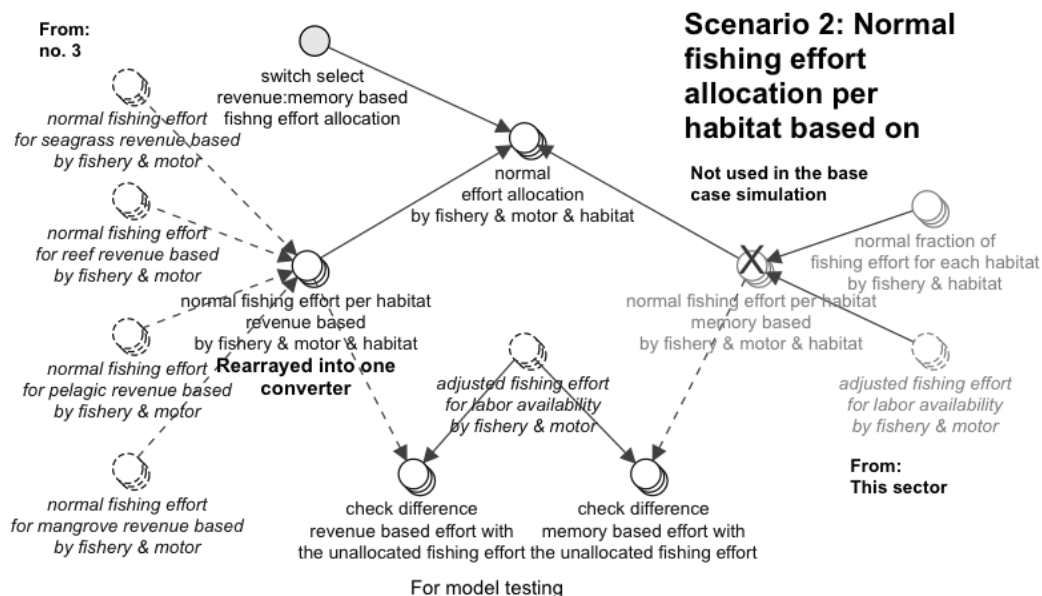 From:
no. 3
Scenario 2: Normal
fishing effort
allocation per
habitat based on
switch select
revenue:memory based
fishng effort allocation
normal fishing effort
for seagrass revenue based
by fishery & motor
normal
effort allocation
by fishery & motor & habitat
Not used in the base
case simulation
normal fishing effort
for reef revenue based
by fishery & motor
normal fraction of
fishing effort for each habitat
by fishery & habitat
X
normal fishing effort per habitat
revenue based
by fishery & motor & habitat
Rearrayed into one
converter
normal fishing effort per habitat
memory based
by fishery & motor & habitat
normal fishing effort
for pelagic revenue based
by fishery & motor
adjusted fishing effort
for labor availability
by fishery & motor
adjusted fishing effort
for labor availability
by fishery & motor
From:
This sector
normal fishing effort
for mangrove revenue based
by fishery & motor
check difference
revenue based effort with
the unallocated fishing effort
check difference
memory based effort with
the unallocated fishing effort
For model testing